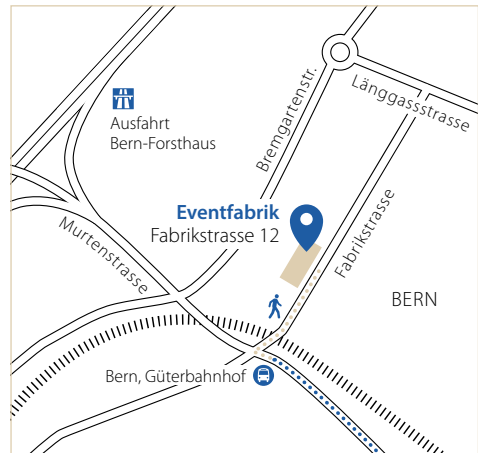 Ausfahrt
Bern-Forsthaus
Bremgartenstr.
Länggassstrasse
Eventfabrik
Fabrikstrasse 12
Fabrikstrasse
Murtenstrasse
BERN
Bern, Güterbahnhof